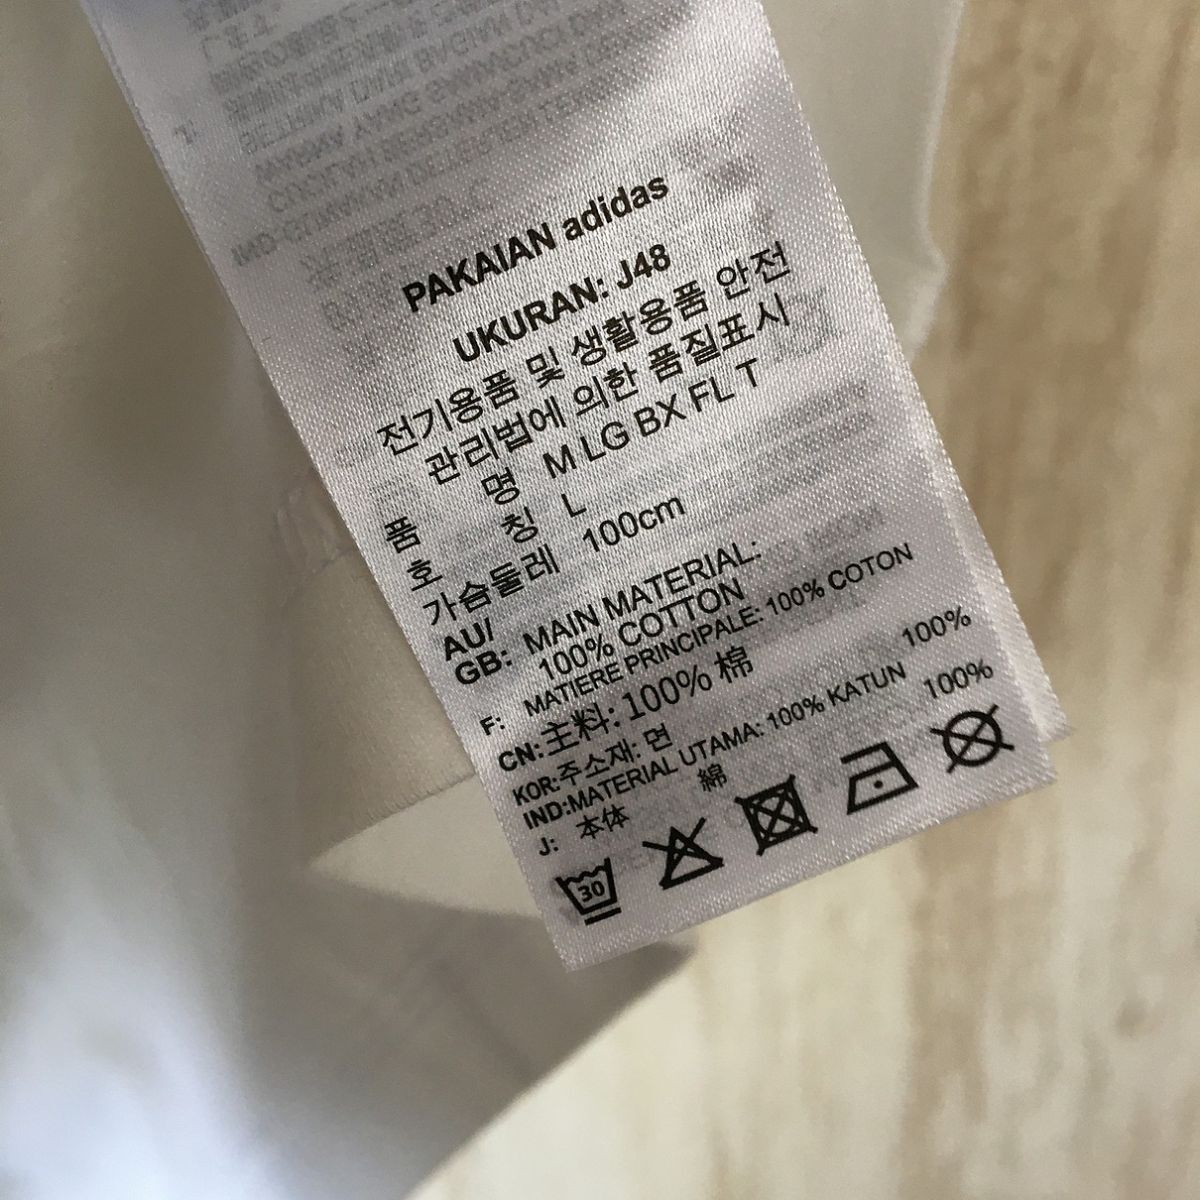 PAKAIAN adidas
UKURAN: J48
전기용품 및 생활용품 안전
관리법에 의한 품질표시
품 명 M LG BX FL T
호 칭 L
가슴둘레 100cm
AU/
GB: MAIN MATERIAL:
100% COTTON
F: MATIERE PRINCIPALE: 100% COTON
CN: 主料: 100% 棉
KOR: 주소재: 면 100%
IND: MATERIAL UTAMA: 100% KATUN
J: 本体 綿 100%
30